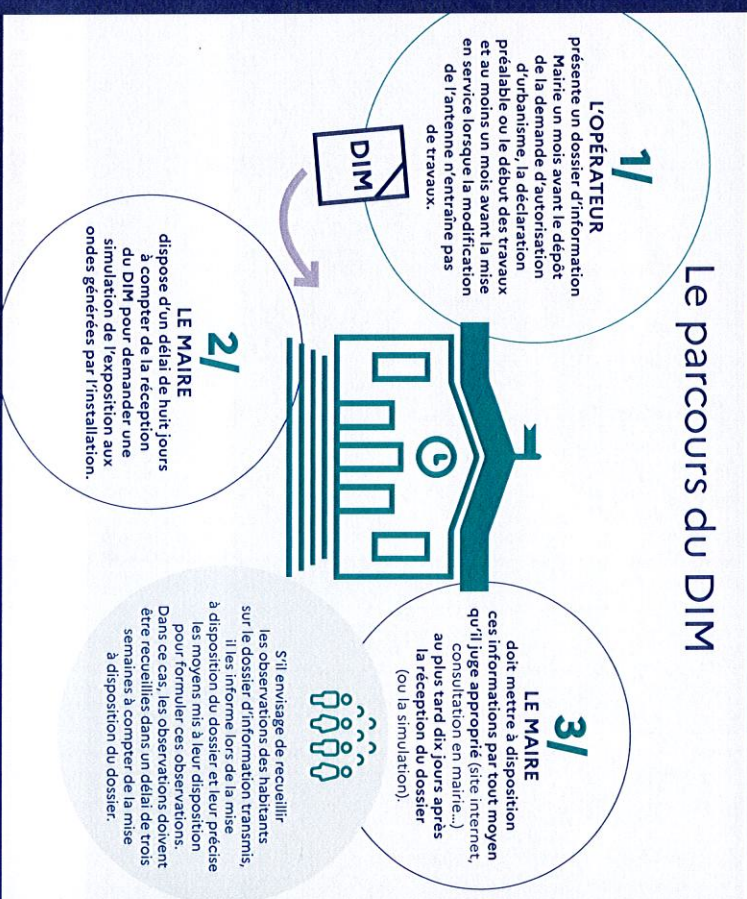 Le parcours du DIM
1/
L'OPÉRATEUR
présente un dossier d'information
Mairie un mois avant le dépôt
de la demande d'autorisation
d'urbanisme, la déclaration
préalable ou le début des travaux
et au moins un mois avant la mise
en service lorsque la modification
de l'antenne n'entraîne pas
de travaux.
DIM
2/
LE MAIRE
dispose d'un délai de huit jours
à compter de la réception
du DIM pour demander une
simulation de l'exposition aux
ondes générées par l'installation.
3/
LE MAIRE
doit mettre à disposition
ces informations par tout moyen
qu'il juge approprié (site internet,
consultation en mairie...)
au plus tard dix jours après
la réception du dossier
(ou la simulation).
S'il envisage de recueillir
les observations des habitants
sur le dossier d'information transmis,
il les informe lors de la mise
à disposition du dossier et leur précise
les moyens mis à leur disposition
pour formuler ces observations.
Dans ce cas, les observations doivent
être recueillies dans un délai de trois
semaines à compter de la mise
à disposition du dossier.